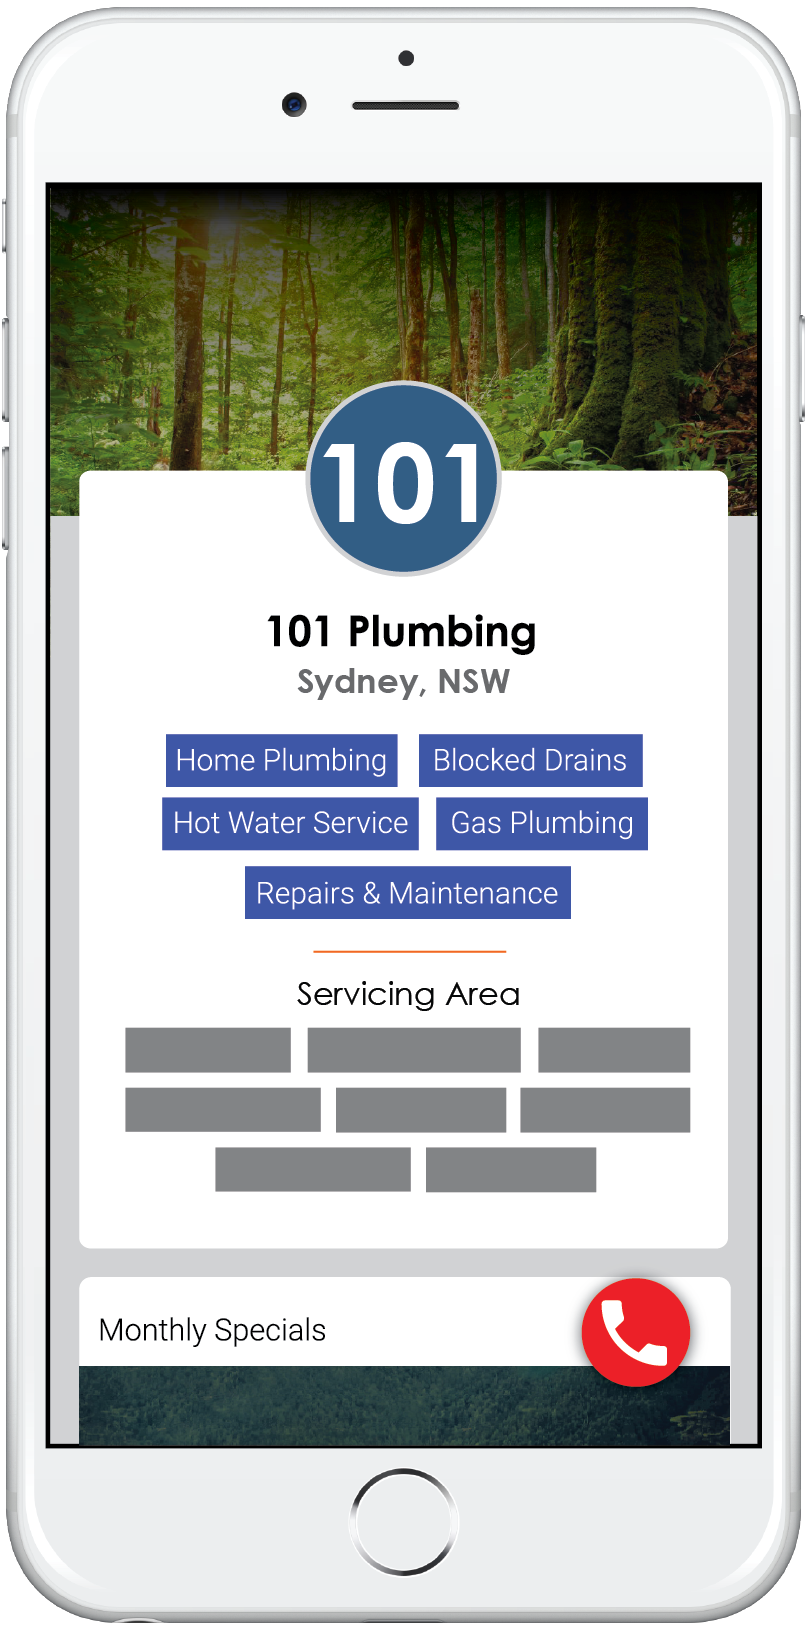 101
101 Plumbing
Sydney, NSW
Home Plumbing Blocked Drains
Hot Water Service Gas Plumbing
Repairs & Maintenance
Servicing Area
Monthly Specials